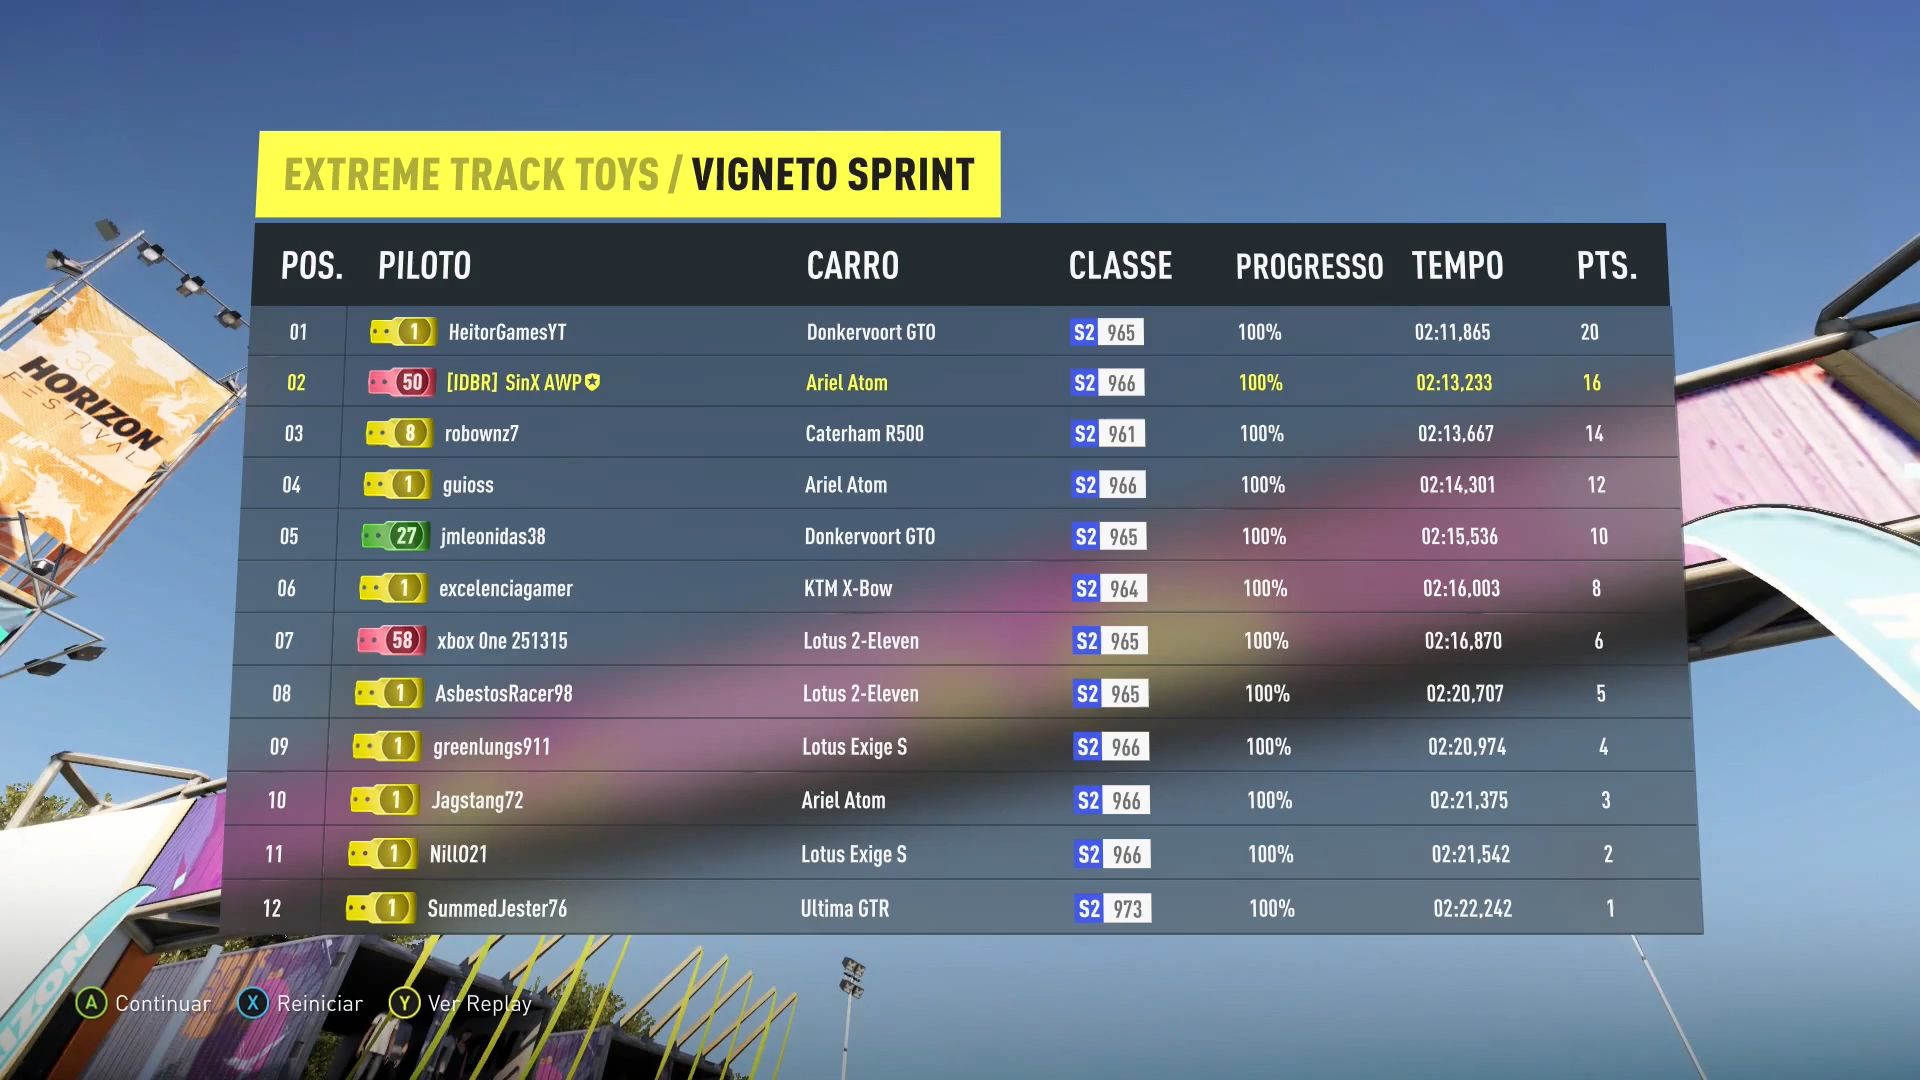 EXTREME TRACK TOYS / VIGNETO SPRINT
POS. PILOTO CARRO CLASSE PROGRESSO TEMPO PTS.
01 1 HeitorGamesYT Donkervoort GTO S2 965 100% 02:11,865 20
02 50 [IDBR] SinX AWP Ariel Atom S2 966 100% 02:13,233 16
03 8 robownz7 Caterham R500 S2 961 100% 02:13,667 14
04 1 guioss Ariel Atom S2 966 100% 02:14,301 12
05 27 jmleonidas38 Donkervoort GTO S2 965 100% 02:15,536 10
06 1 excelenciagamer KTM X-Bow S2 964 100% 02:16,003 8
07 58 xbox One 251315 Lotus 2-Eleven S2 965 100% 02:16,870 6
08 1 AsbestosRacer98 Lotus 2-Eleven S2 965 100% 02:20,707 5
09 1 greenlungs911 Lotus Exige S S2 966 100% 02:20,974 4
10 1 Jagstang72 Ariel Atom S2 966 100% 02:21,375 3
11 1 NillO21 Lotus Exige S S2 966 100% 02:21,542 2
12 1 SummedJester76 Ultima GTR S2 973 100% 02:22,242 1
HORIZON
FESTIVAL
A Continuar X Reiniciar Y Ver Replay